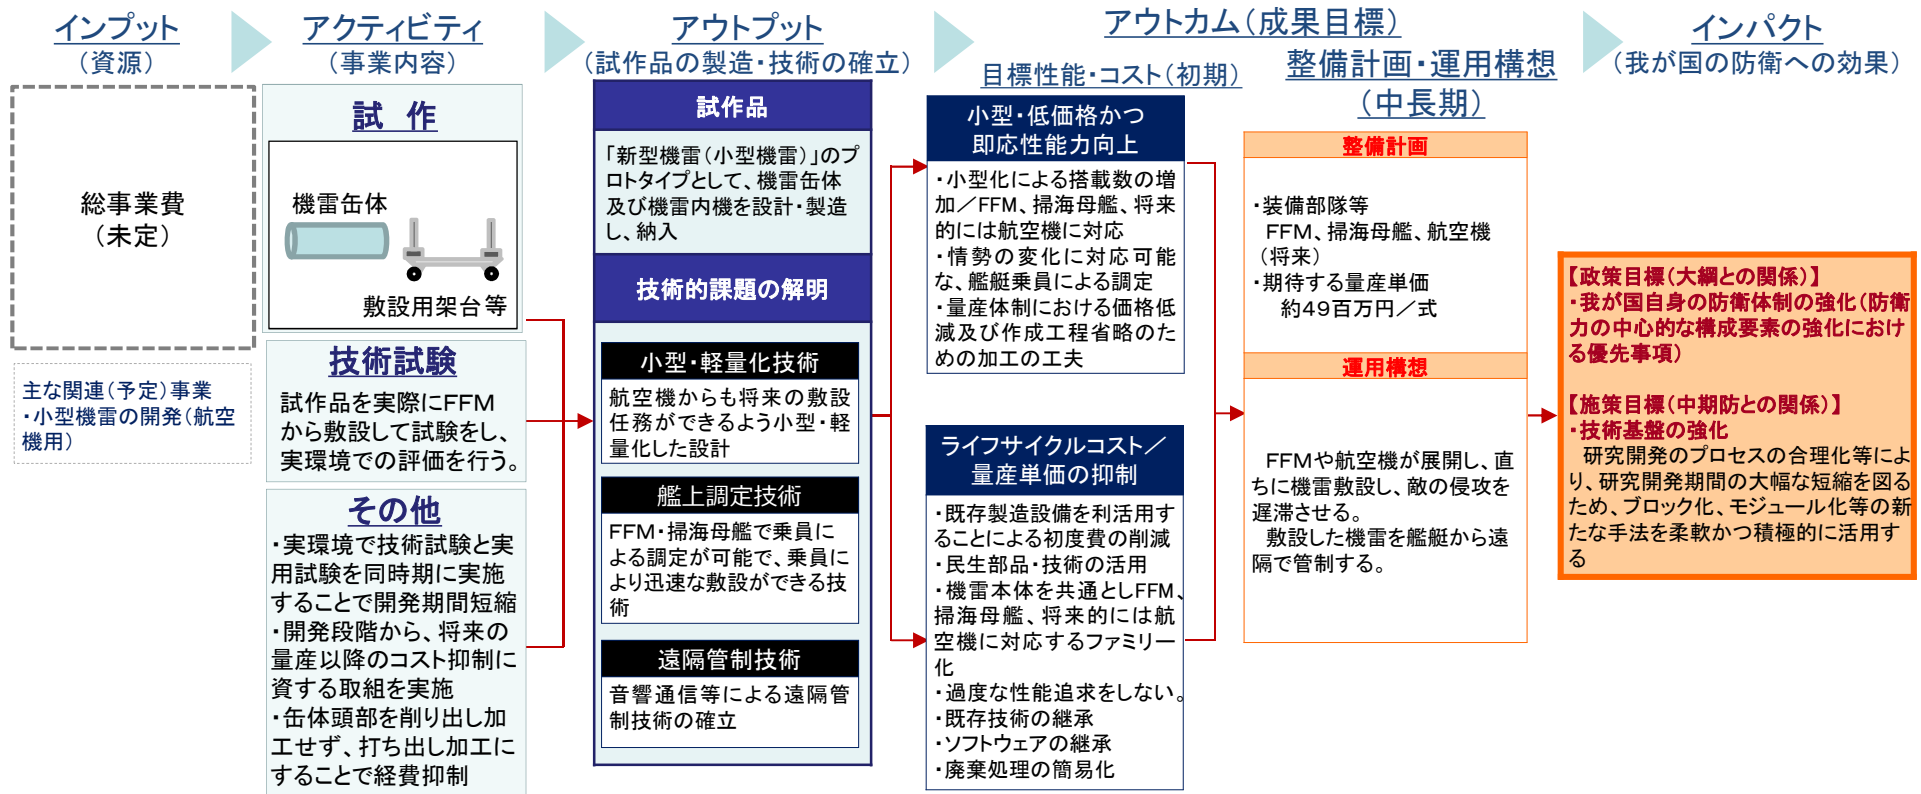 インプット
（資源）
総事業費
（未定）
主な関連（予定）事業
・小型機雷の開発（航空
機用）
アクティビティ
（事業内容）
試 作
機雷缶体
敷設用架台等
技術試験
試作品を実際にFFM
から敷設して試験をし、
実環境での評価を行う。
その他
・実環境で技術試験と実
用試験を同時期に実施
することで開発期間短縮
・開発段階から、将来の
量産以降のコスト抑制に
資する取組を実施
・缶体頭部を削り出し加
工せず、打ち出し加工に
することで経費抑制
アウトプット
（試作品の製造・技術の確立）
試作品
「新型機雷（小型機雷）」のプ
ロトタイプとして、機雷缶体
及び機雷内機を設計・製造
し、納入
技術的課題の解明
小型・軽量化技術
航空機からも将来の敷設
任務ができるよう小型・軽
量化した設計
艦上調定技術
FFM・掃海母艦で乗員に
よる調定が可能で、乗員に
より迅速な敷設ができる技
術
遠隔管制技術
音響通信等による遠隔管
制技術の確立
アウトカム（成果目標）
目標性能・コスト（初期）
小型・低価格かつ
即応性能力向上
・小型化による搭載数の増
加／FFM、掃海母艦、将来
的には航空機に対応
・情勢の変化に対応可能
な、艦艇乗員による調定
・量産体制における価格低
減及び作成工程省略のた
めの加工の工夫
ライフサイクルコスト／
量産単価の抑制
・既存製造設備を利活用す
ることによる初度費の削減
・民生部品・技術の活用
・機雷本体を共通としFFM、
掃海母艦、将来的には航
空機に対応するファミリー
化
・過度な性能追求をしない。
・既存技術の継承
・ソフトウェアの継承
・廃棄処理の簡易化
整備計画・運用構想
（中長期）
整備計画
・装備部隊等
FFM、掃海母艦、航空機
（将来）
・期待する量産単価
約４９百万円／式
運用構想
FFMや航空機が展開し、直
ちに機雷敷設し、敵の侵攻を
遅滞させる。
敷設した機雷を艦艇から遠
隔で管制する。
インパクト
（我が国の防衛への効果）
【政策目標（大綱との関係）】
・我が国自身の防衛体制の強化（防衛
力の中心的な構成要素の強化におけ
る優先事項）
【施策目標（中期防との関係）】
・技術基盤の強化
研究開発のプロセスの合理化等によ
り、研究開発期間の大幅な短縮を図る
ため、ブロック化、モジュール化等の新
たな手法を柔軟かつ積極的に活用す
る